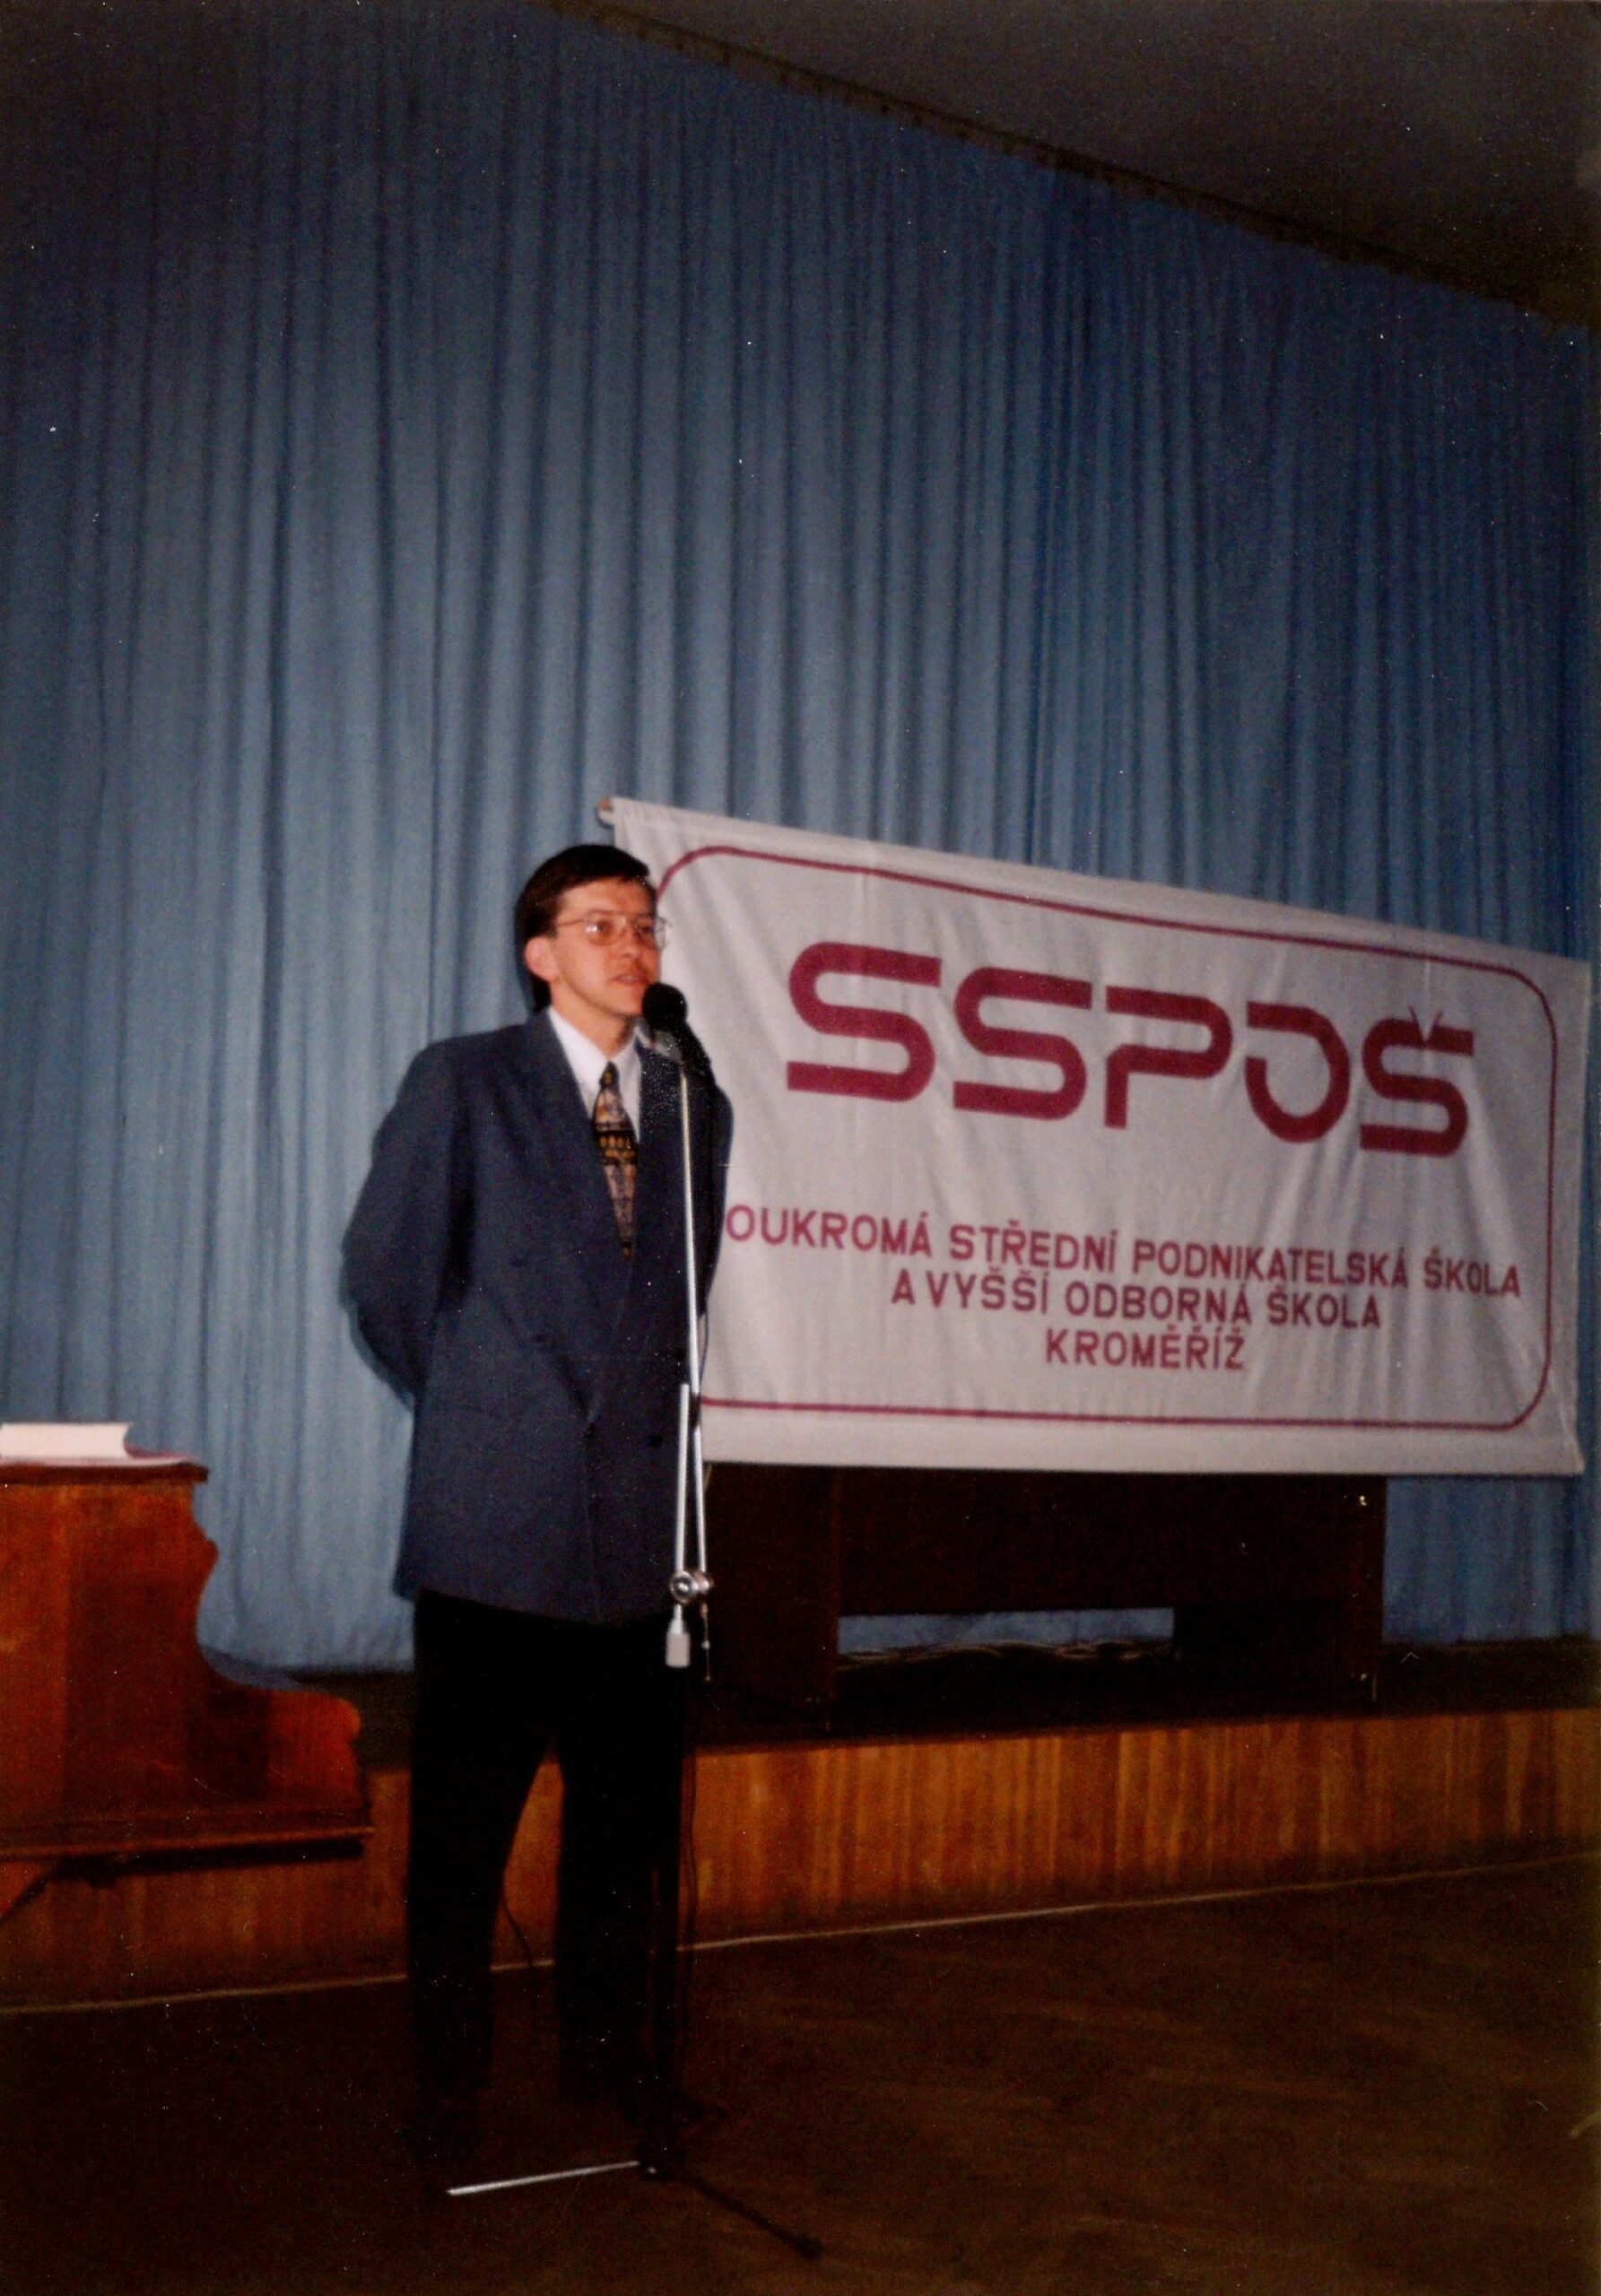 SSPOŠ
OUKROMÁ STŘEDNÍ PODNIKATELSKÁ ŠKOLA
A VYŠŠÍ ODBORNÁ ŠKOLA
KROMĚŘÍŽ